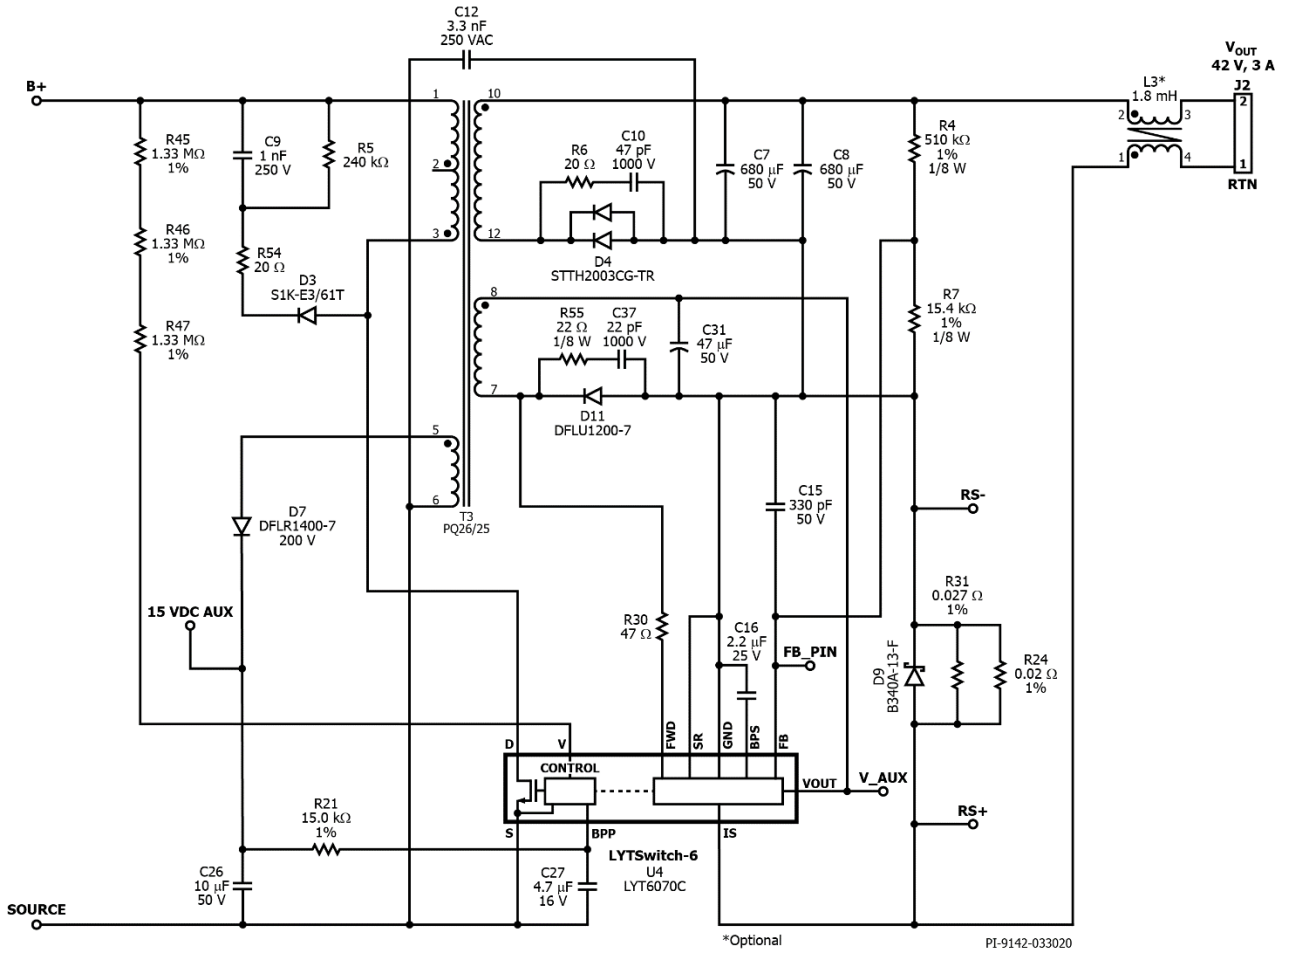 C12
3.3 nF
250 VAC
V_OUT
42 V, 3 A
J2
B+
1
10
L3*
1.8 mH
2
3
2
R45
1.33 MΩ
1%
C9
1 nF
250 V
R5
240 kΩ
2
R6
20 Ω
C10
47 pF
1000 V
C7
680 µF
50 V
C8
680 µF
50 V
R4
510 kΩ
1%
1/8 W
1
4
1
RTN
R46
1.33 MΩ
1%
3
12
R54
20 Ω
D4
STTH2003CG-TR
D3
S1K-E3/61T
8
R55
22 Ω
1/8 W
C37
22 pF
1000 V
C31
47 µF
50 V
R7
15.4 kΩ
1%
1/8 W
R47
1.33 MΩ
1%
7
D11
DFLU1200-7
5
6
T3
PQ26/25
D7
DFLR1400-7
200 V
C15
330 pF
50 V
RS-
15 VDC AUX
R30
47 Ω
C16
2.2 µF
25 V
FB_PIN
R31
0.027 Ω
1%
D9
B340A-13-F
R24
0.02 Ω
1%
D
V
FWD
SR
GND
BPS
FB
CONTROL
VOUT
V_AUX
RS+
R21
15.0 kΩ
1%
S
BPP
IS
LYTSwitch-6
U4
LYT6070C
C26
10 µF
50 V
C27
4.7 µF
16 V
SOURCE
*Optional
PI-9142-033020